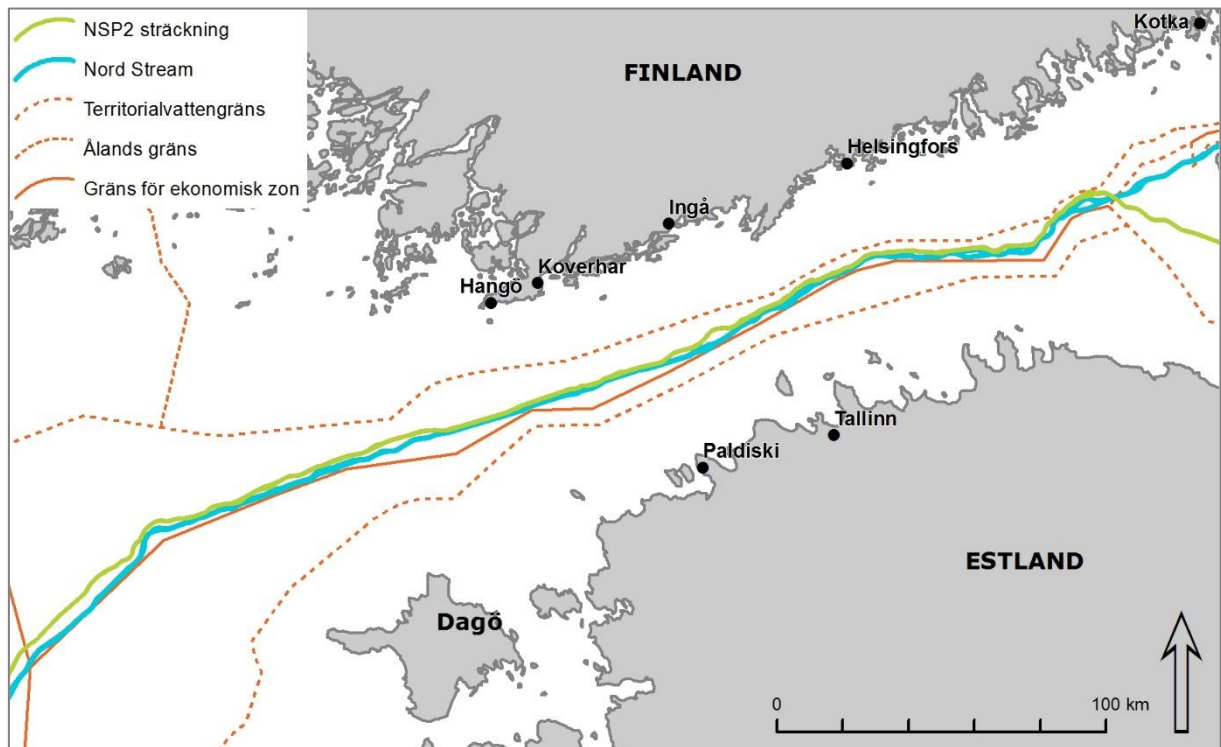 NSP2 sträckning
Nord Stream
Territorialvattengräns
Ålands gräns
Gräns för ekonomisk zon
Kotka
FINLAND
Helsingfors
Ingå
Koverhar
Hangö
Tallinn
Paldiski
ESTLAND
Dagö
0
100 km